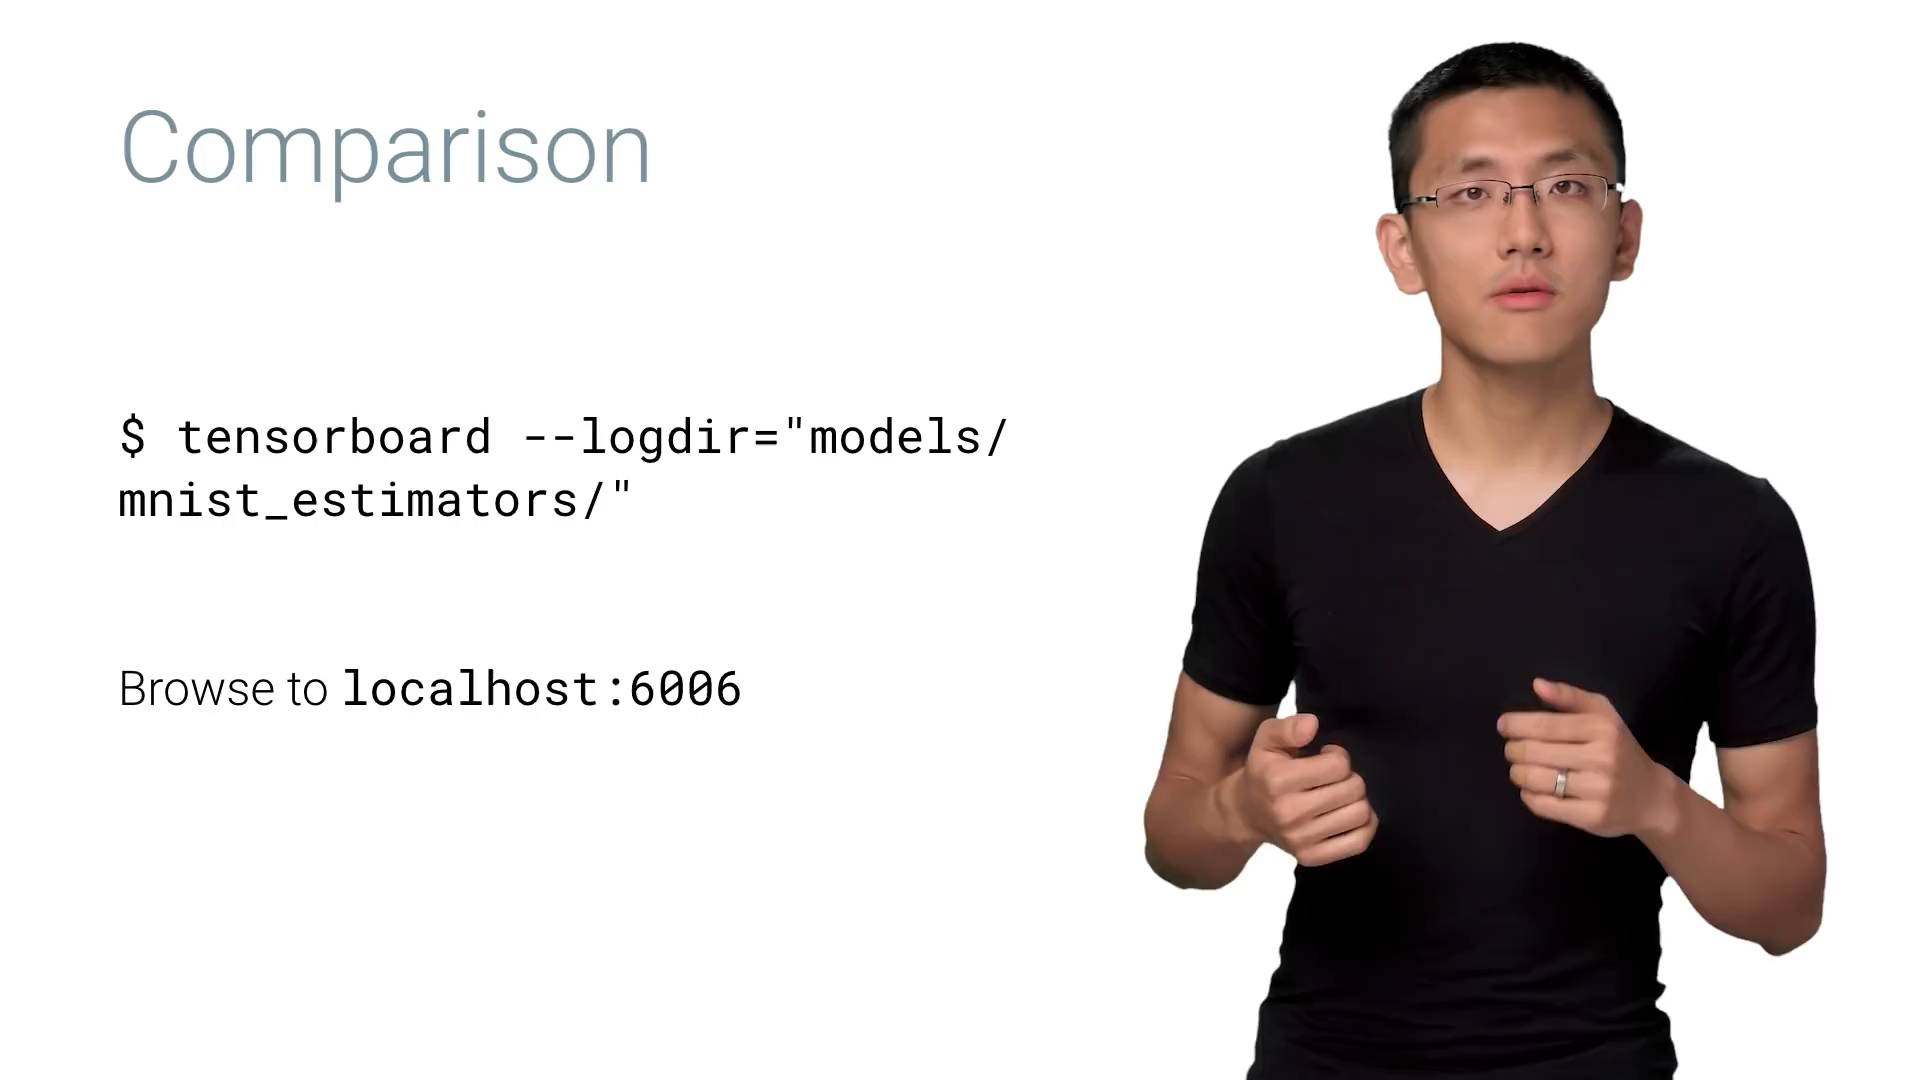 Comparison
$ tensorboard --logdir="models/
mnist_estimators/"
Browse to localhost:6006